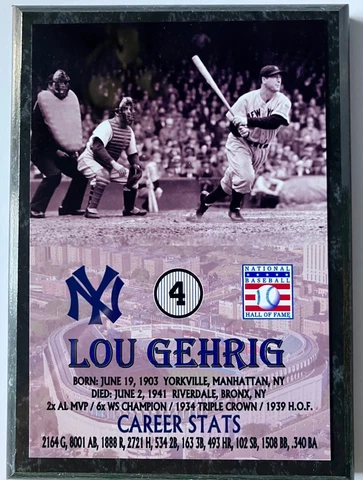 NEW YORK
NY
4
NATIONAL
BASEBALL
HALL OF FAME
LOU GEHRIG
BORN: JUNE 19, 1903 YORKVILLE, MANHATTAN, NY
DIED: JUNE 2, 1941 RIVERDALE, BRONX, NY
2x AL MVP / 6x WS CHAMPION / 1934 TRIPLE CROWN / 1939 H.O.F.
CAREER STATS
2164 G, 8001 AB, 1888 R, 2721 H, 534 2B, 163 3B, 493 HR, 102 SB, 1508 BB, .340 BA